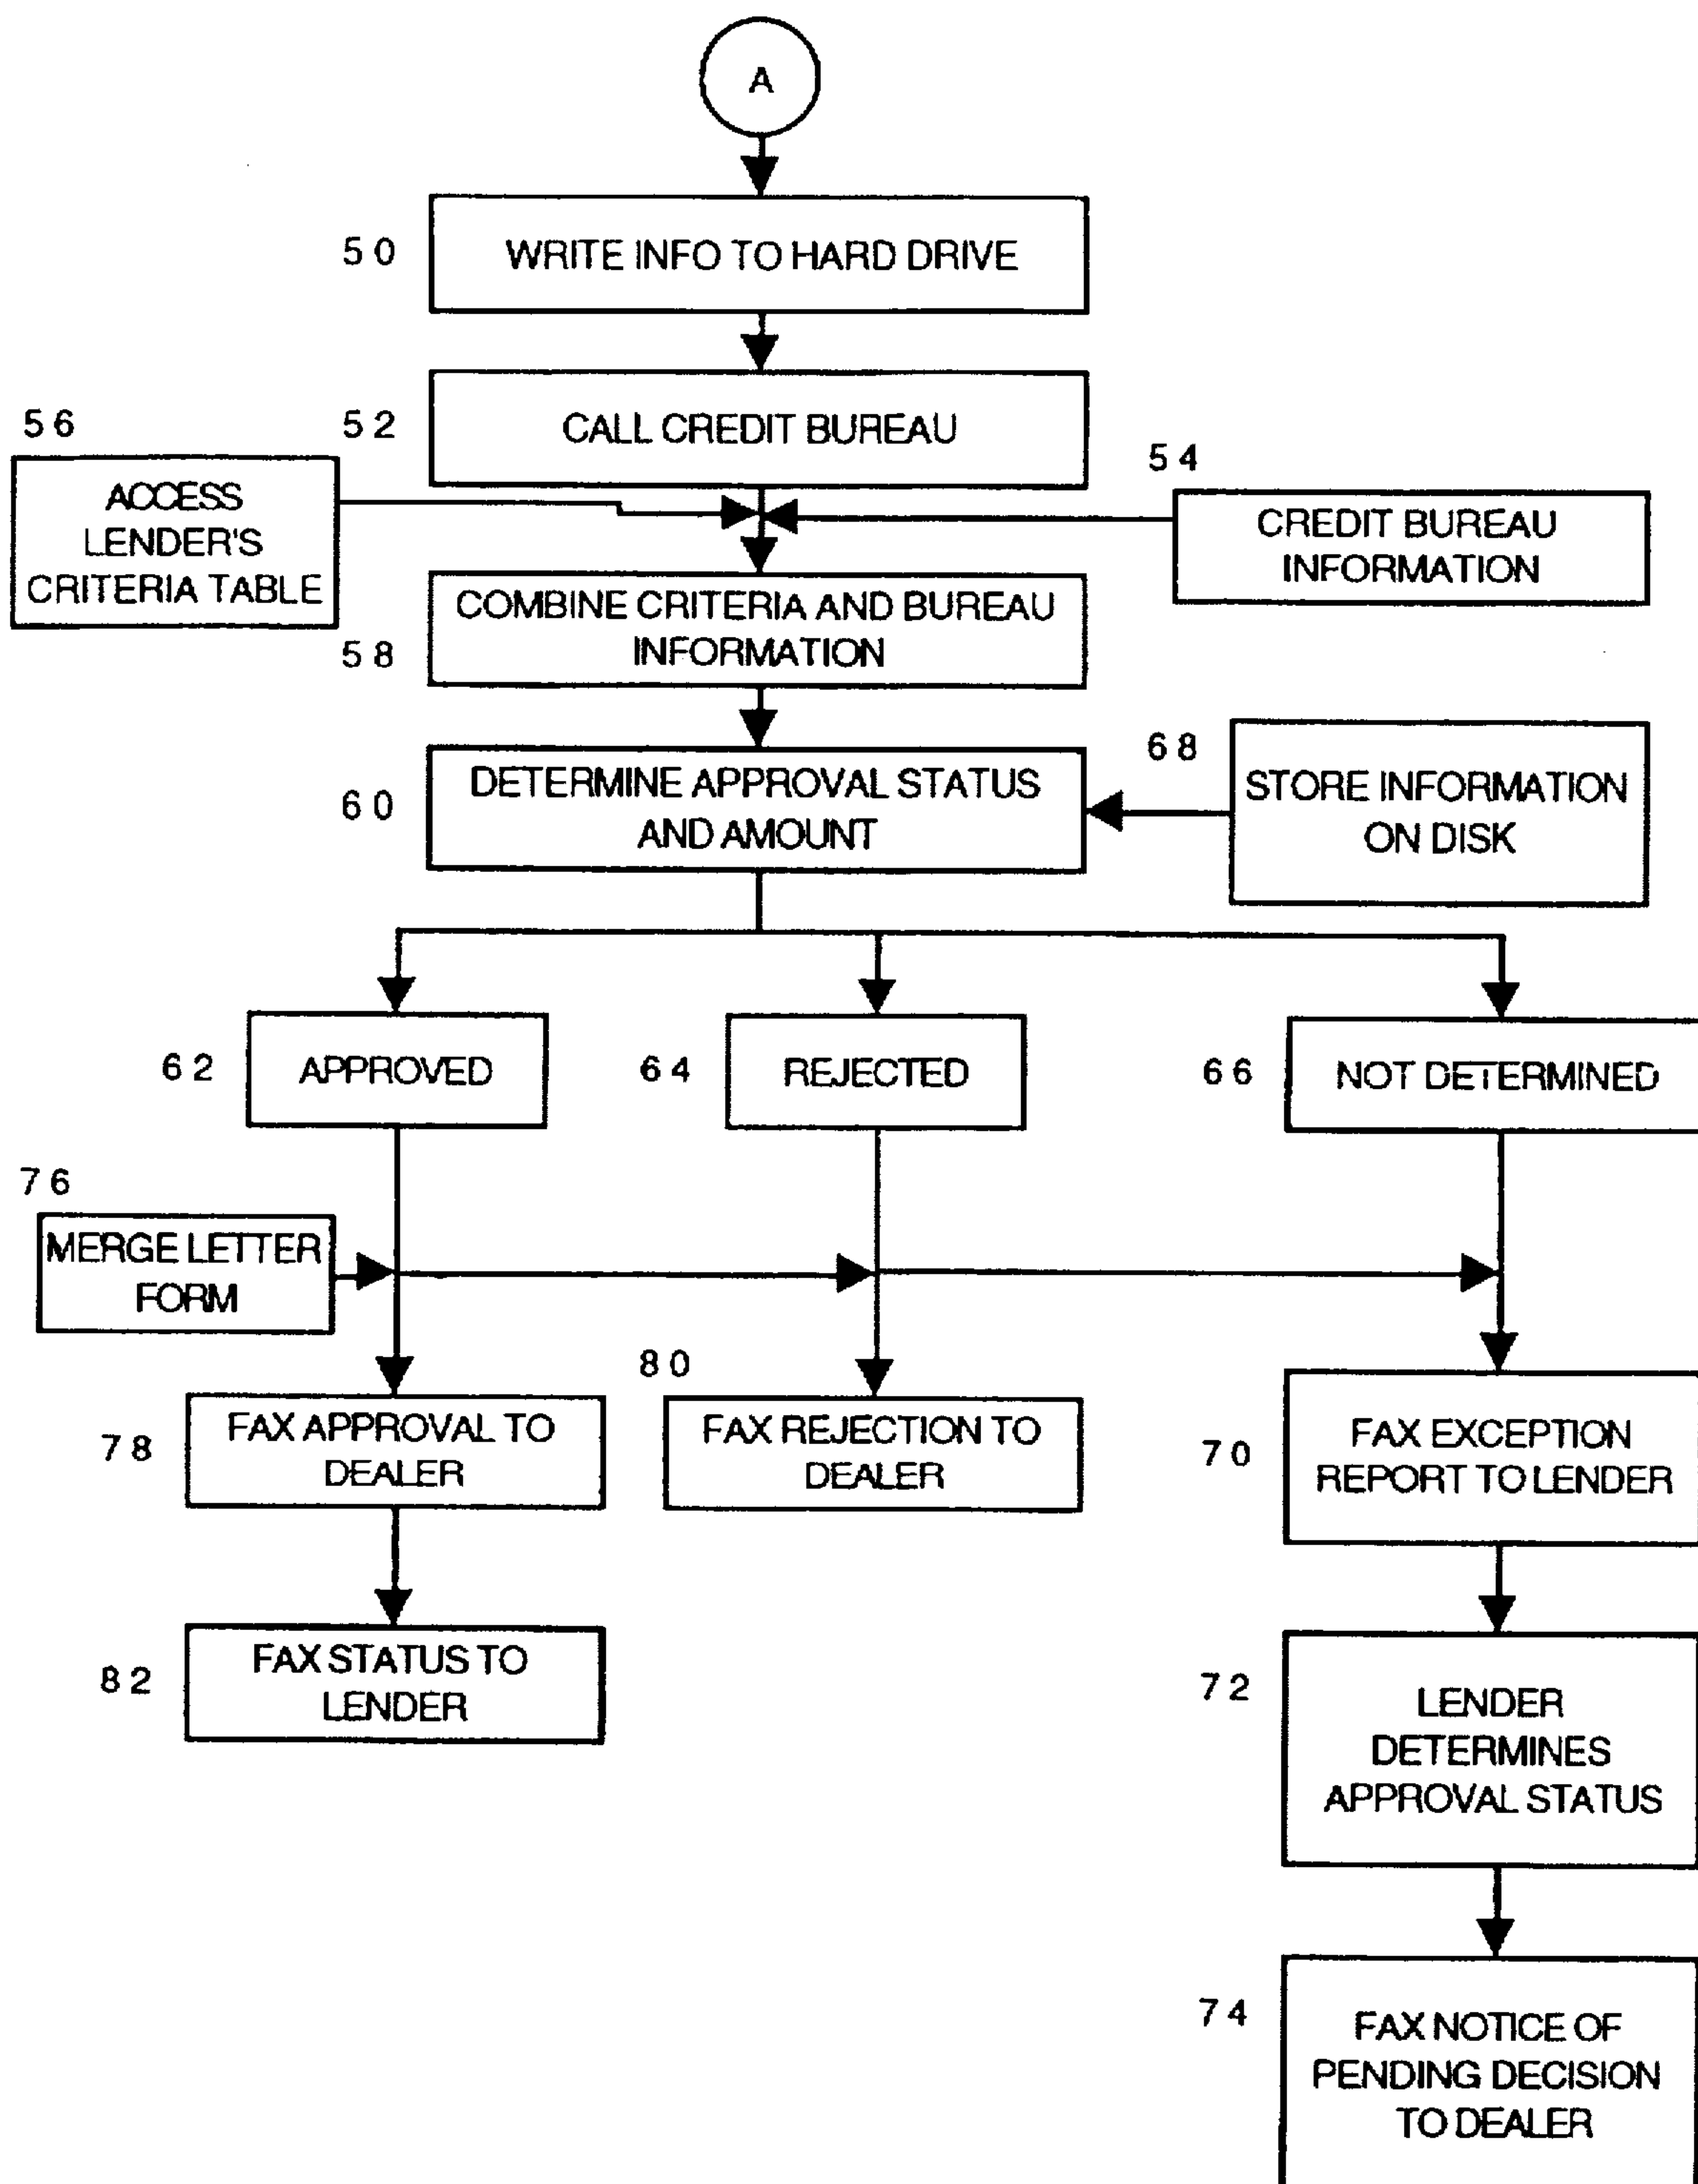 A
50
WRITE INFO TO HARD DRIVE
52
CALL CREDIT BUREAU
56
ACCESS
LENDER'S
CRITERIA TABLE
54
CREDIT BUREAU
INFORMATION
58
COMBINE CRITERIA AND BUREAU
INFORMATION
60
DETERMINE APPROVAL STATUS
AND AMOUNT
68
STORE INFORMATION
ON DISK
62
APPROVED
64
REJECTED
66
NOT DETERMINED
76
MERGE LETTER
FORM
78
FAX APPROVAL TO
DEALER
80
FAX REJECTION TO
DEALER
70
FAX EXCEPTION
REPORT TO LENDER
82
FAX STATUS TO
LENDER
72
LENDER
DETERMINES
APPROVAL STATUS
74
FAX NOTICE OF
PENDING DECISION
TO DEALER